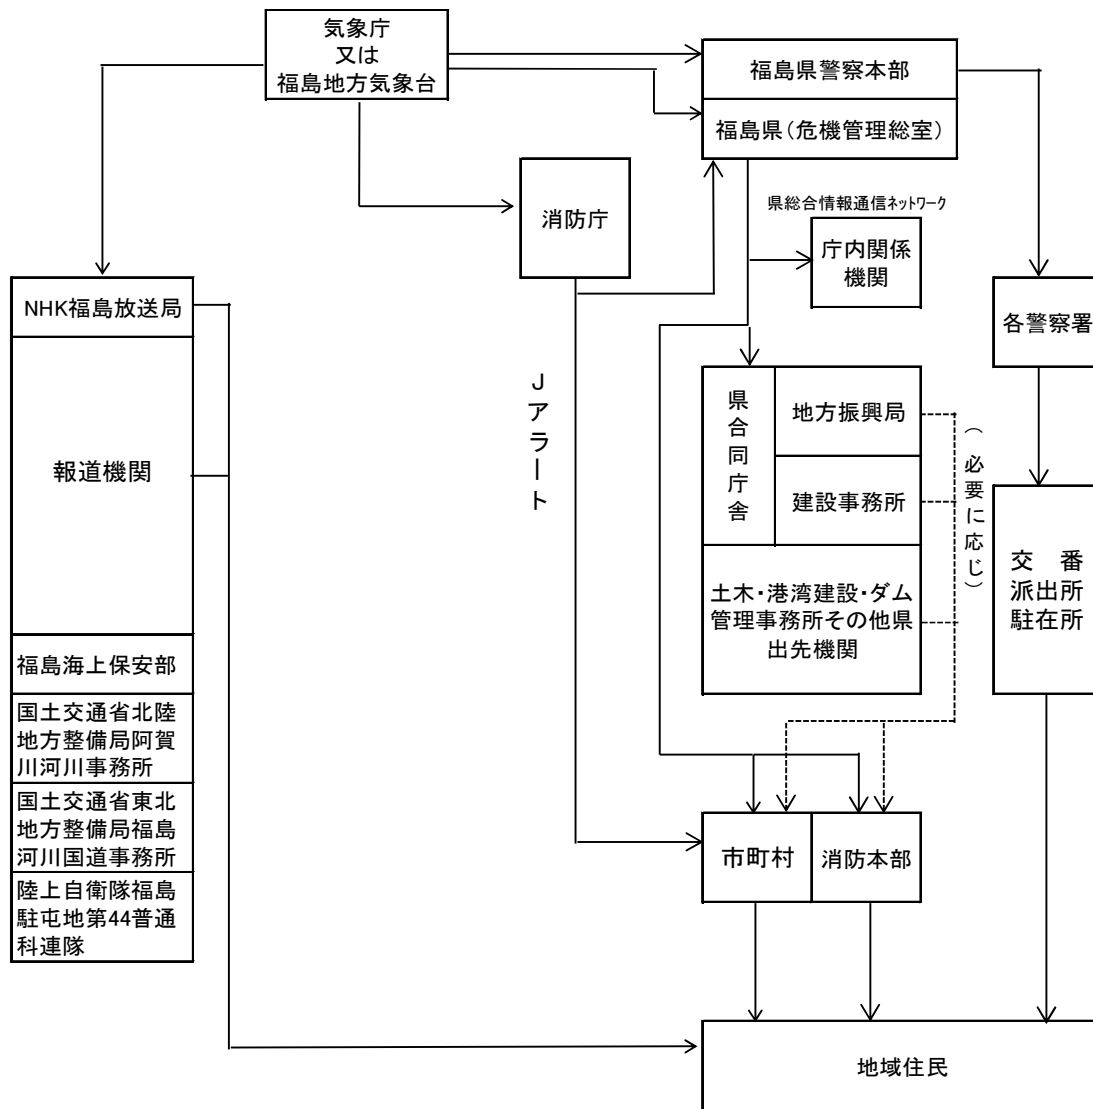 気象庁
又は
福島地方気象台
福島県警察本部
福島県（危機管理総室）
消防庁
県総合情報通信ネットワーク
庁内関係
機関
NHK福島放送局
各警察署
報道機関
Jアラート
県合同庁舎
地方振興局
建設事務所
（必要に応じ）
土木・港湾建設・ダム
管理事務所その他県
出先機関
交　番
派出所
駐在所
福島海上保安部
国土交通省北陸
地方整備局阿賀
川河川事務所
国土交通省東北
地方整備局福島
河川国道事務所
陸上自衛隊福島
駐屯地第44普通
科連隊
市町村
消防本部
地域住民